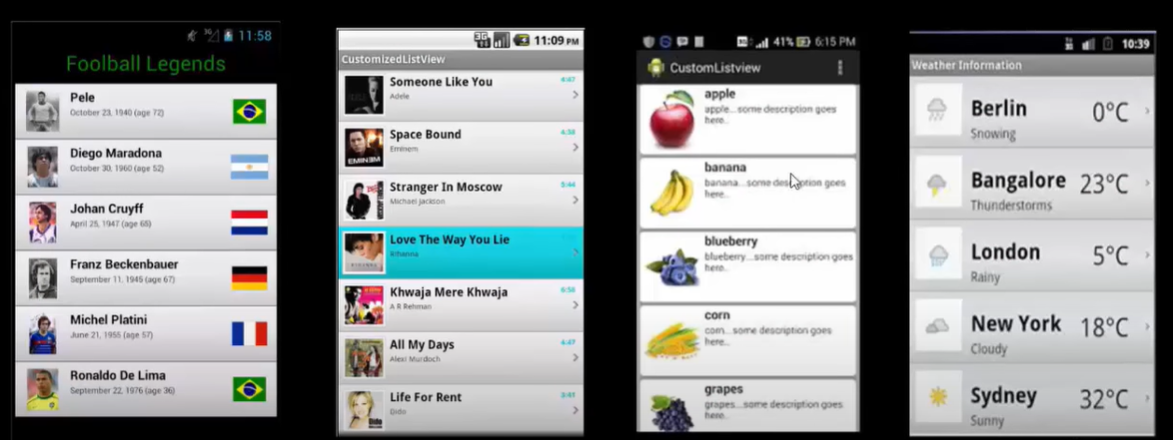 11:58
Foolball Legends
Pele
October 23, 1940 (age 72)
Diego Maradona
October 30, 1960 (age 52)
Johan Cruyff
April 25, 1947 (age 65)
Franz Beckenbauer
September 11, 1945 (age 67)
Michel Platini
June 21, 1955 (age 57)
Ronaldo De Lima
September 22, 1976 (age 36)
3G 11:09 PM
CustomizedListView
Someone Like You 4:47
Adele
Space Bound 4:38
Eminem
EMINEM
Stranger In Moscow 5:44
Michael Jackson
Love The Way You Lie
Rihanna
Khwaja Mere Khwaja 6:58
A R Rehman
All My Days 4:47
Alexi Murdoch
Life For Rent 3:41
Dido
41% 6:15 PM
CustomListview
apple
apple...some description goes
here..
banana
banana...some description goes
here..
blueberry
blueberry...some description goes
here..
corn
corn...some description goes
here..
grapes
grapes...some description goes
here..
10:39
Weather Information
Berlin 0°C
Snowing
Bangalore 23°C
Thunderstorms
London 5°C
Rainy
New York 18°C
Cloudy
Sydney 32°C
Sunny